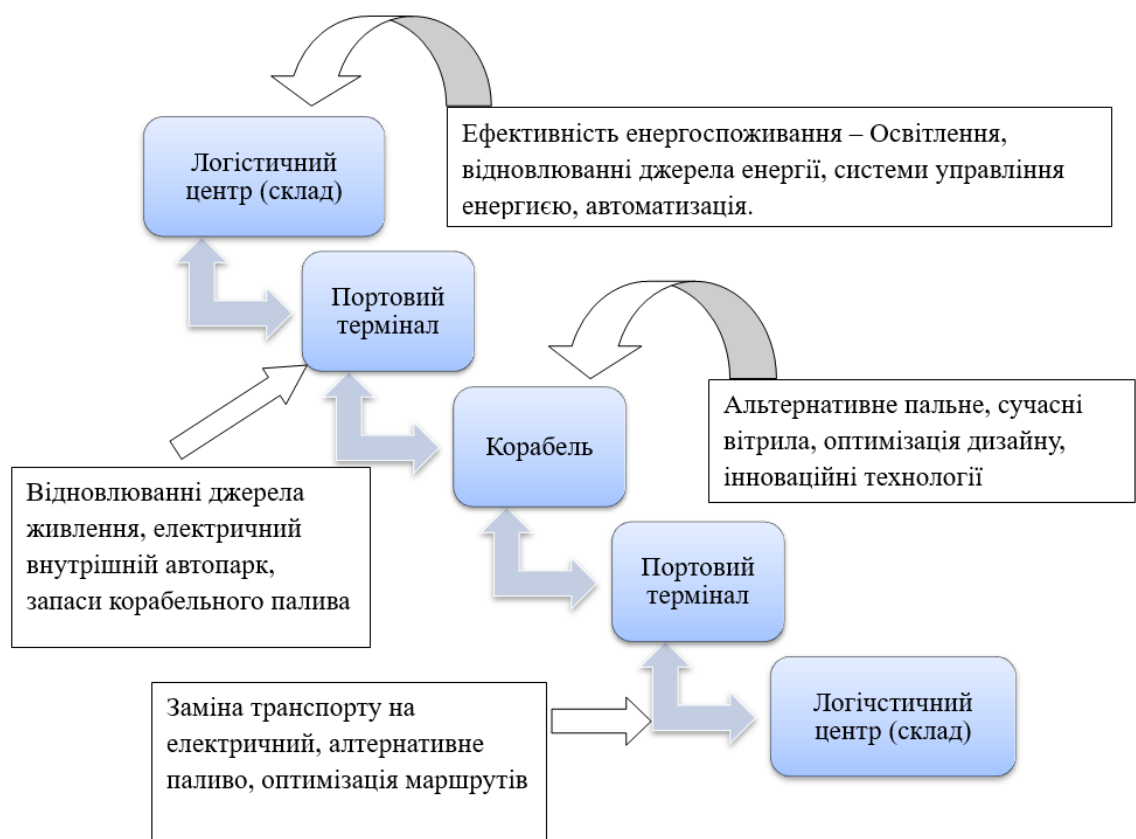 Логістичний
центр (склад)
Ефективність енергоспоживання – Освітлення,
відновлюванні джерела енергії, системи управління
енергиєю, автоматизація.
Портовий
термінал
Корабель
Альтернативне пальне, сучасні
вітрила, оптимізація дизайну,
інноваційні технології
Відновлюванні джерела
живлення, електричний
внутрішній автопарк,
запаси корабельного палива
Портовий
термінал
Заміна транспорту на
електричний, алтернативне
паливо, оптимізація маршрутів
Логічстичний
центр (склад)